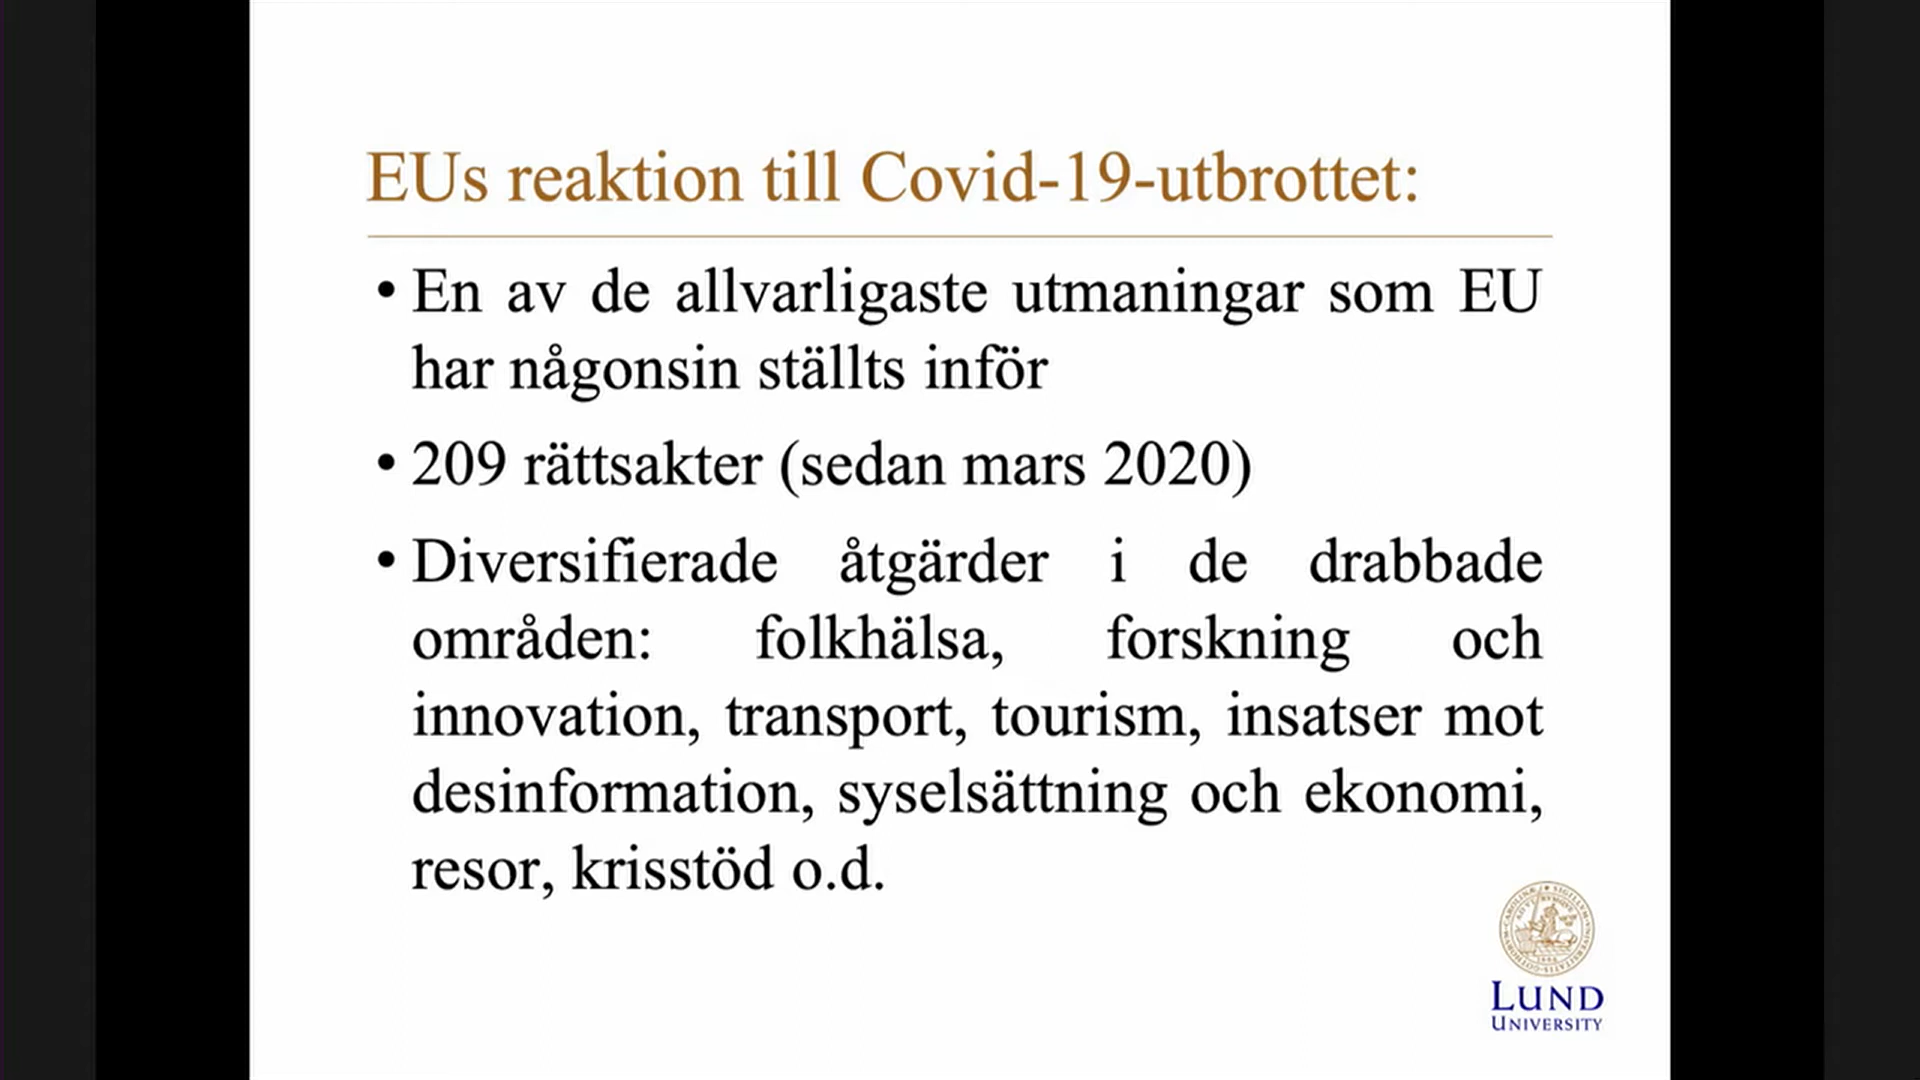 EUs reaktion till Covid-19-utbrottet:
• En av de allvarligaste utmaningar som EU
har någonsin ställts inför
• 209 rättsakter (sedan mars 2020)
• Diversifierade åtgärder i de drabbade
områden: folkhälsa, forskning och
innovation, transport, tourism, insatser mot
desinformation, syselsättning och ekonomi,
resor, krisstöd o.d.
LUND
UNIVERSITY